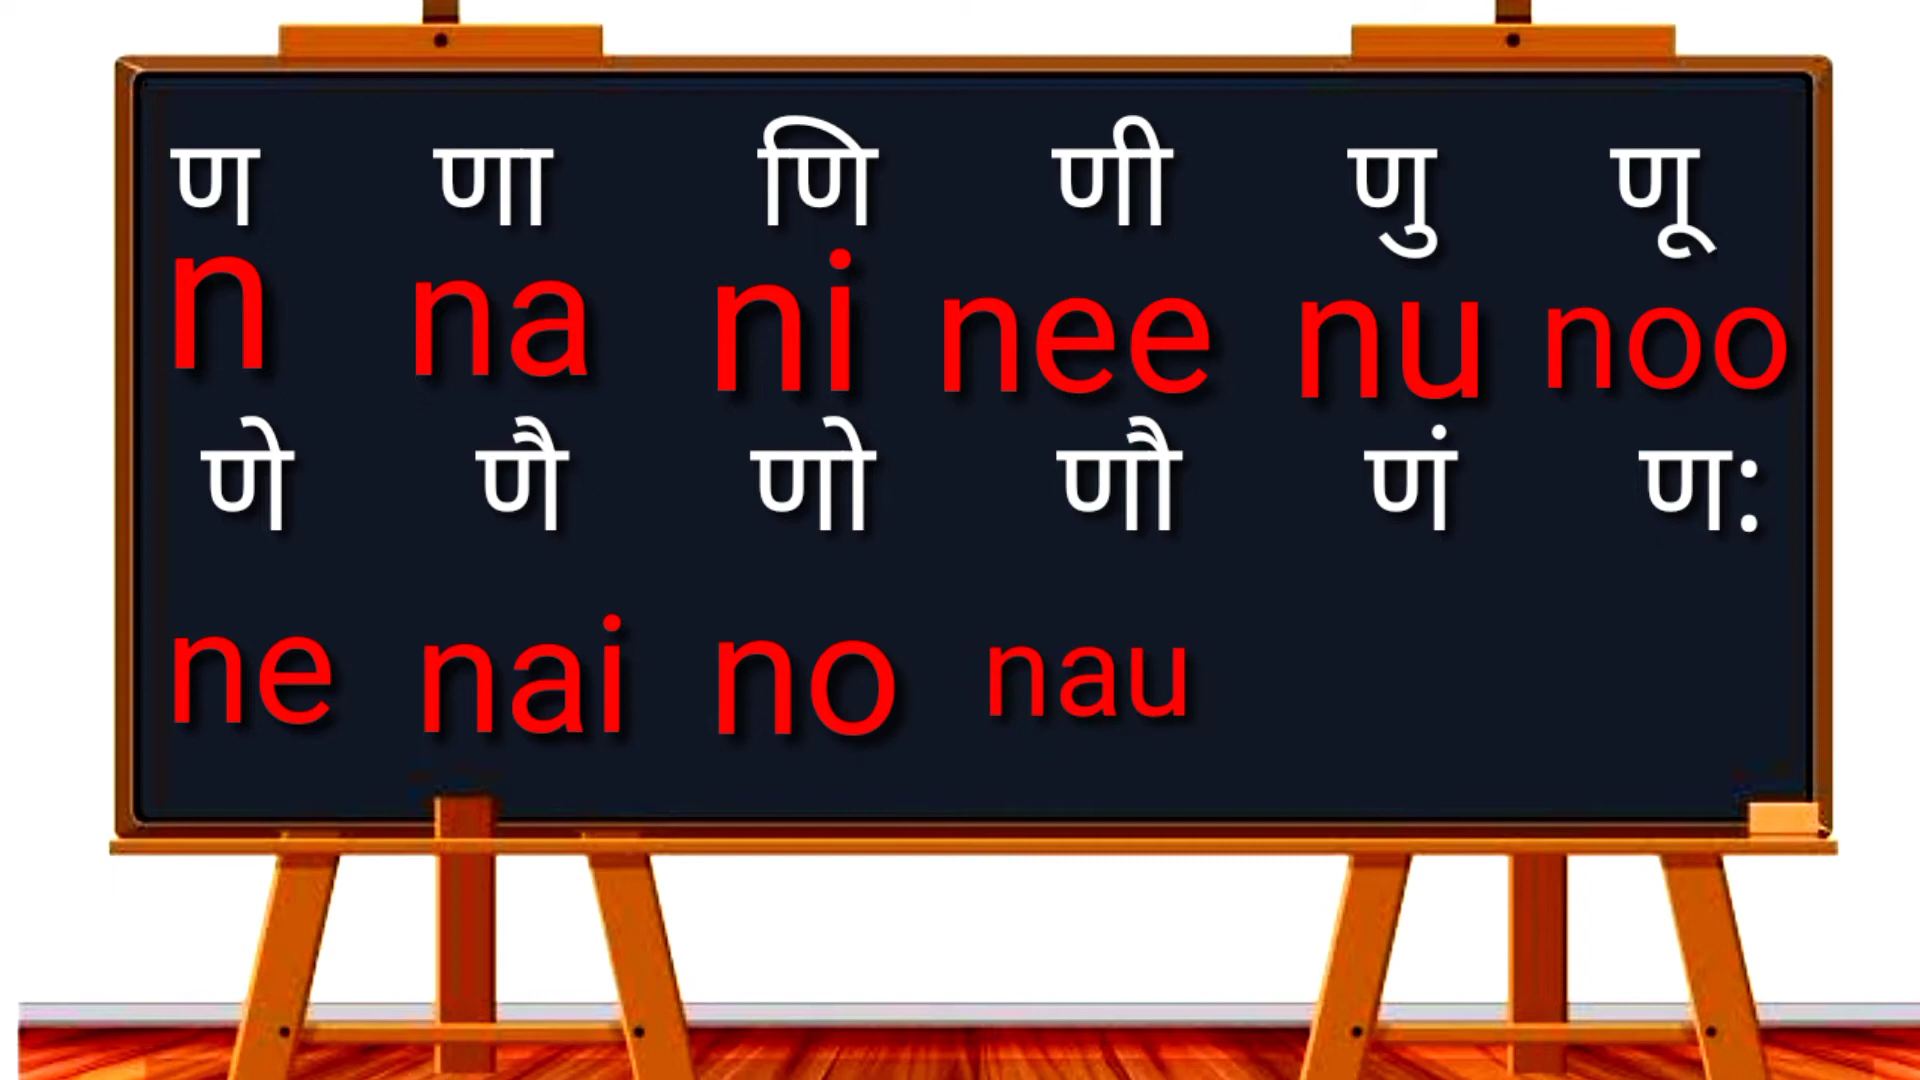 ण णा णि णी णु णू
n na ni nee nu noo
णे णै णो णौ णं ण:
ne nai no nau